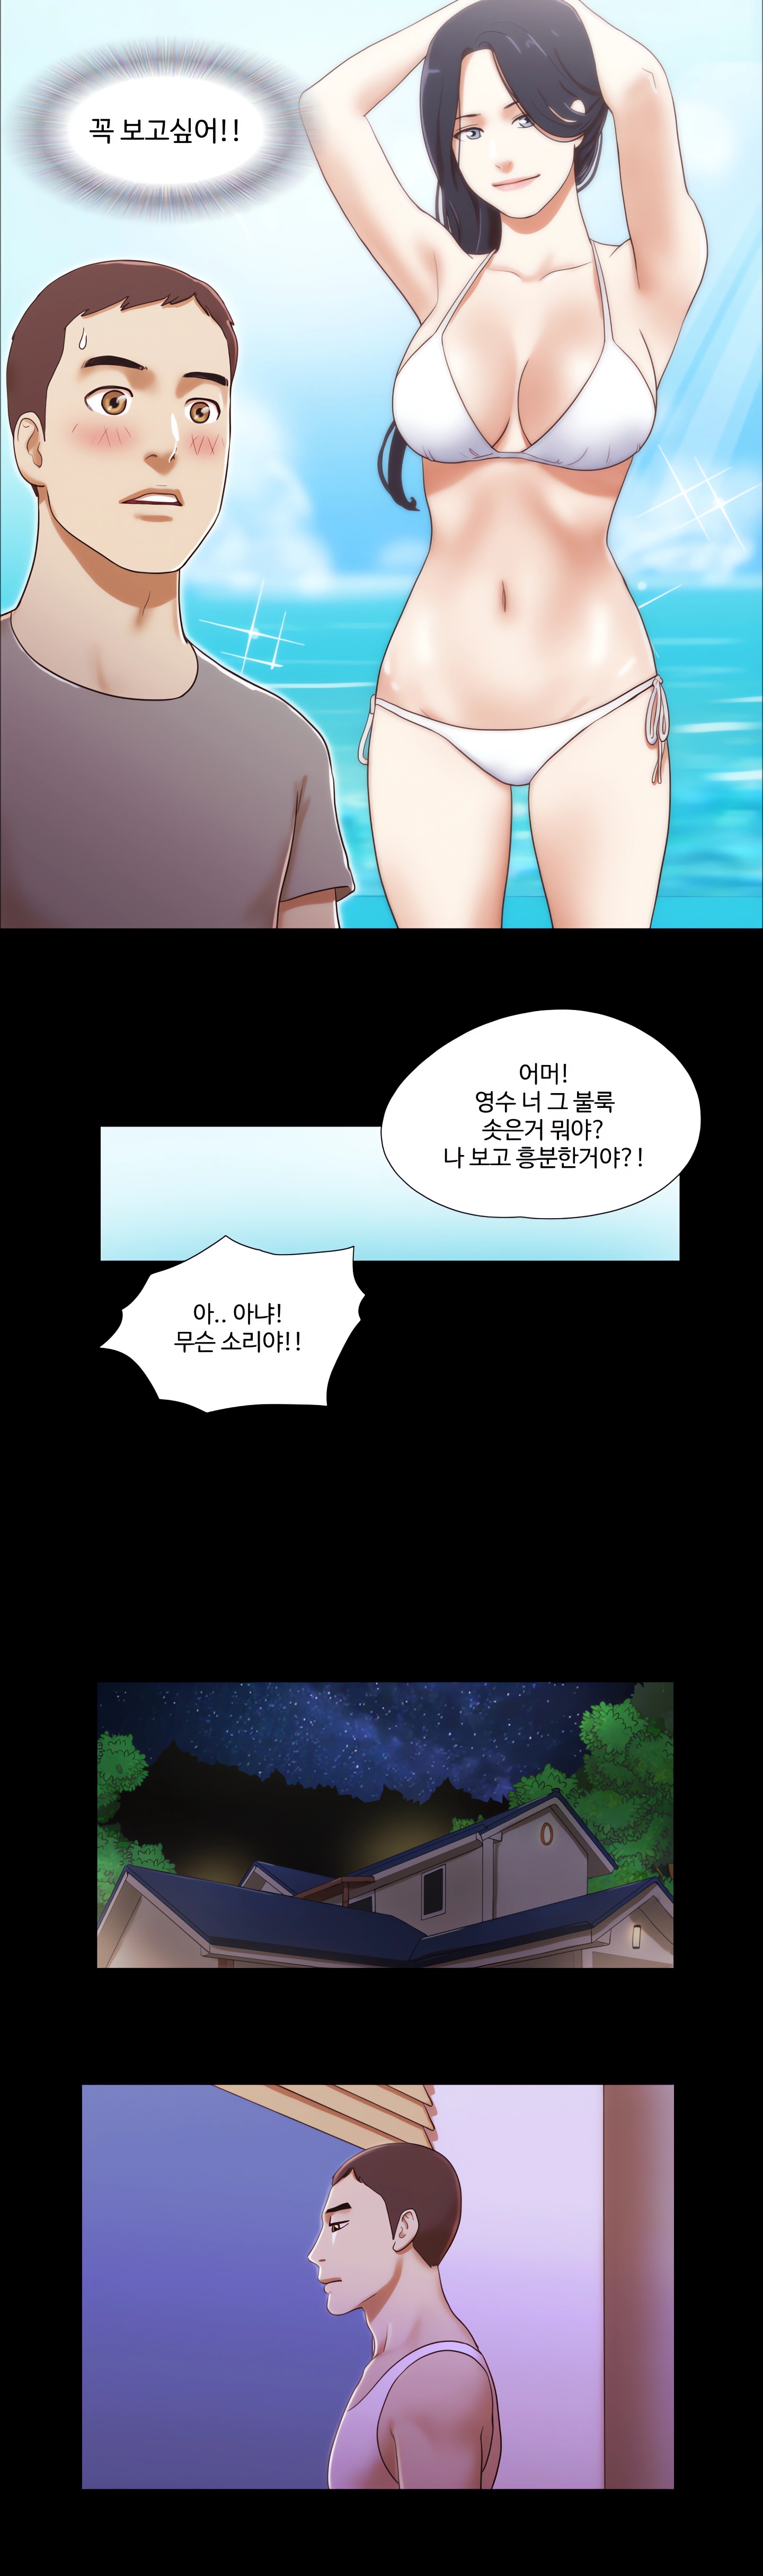 꼭 보고싶어!!
어머!
영수 너 그 불룩
솟은거 뭐야?
나 보고 흥분한거야?!
아.. 아냐!
무슨 소리야!!